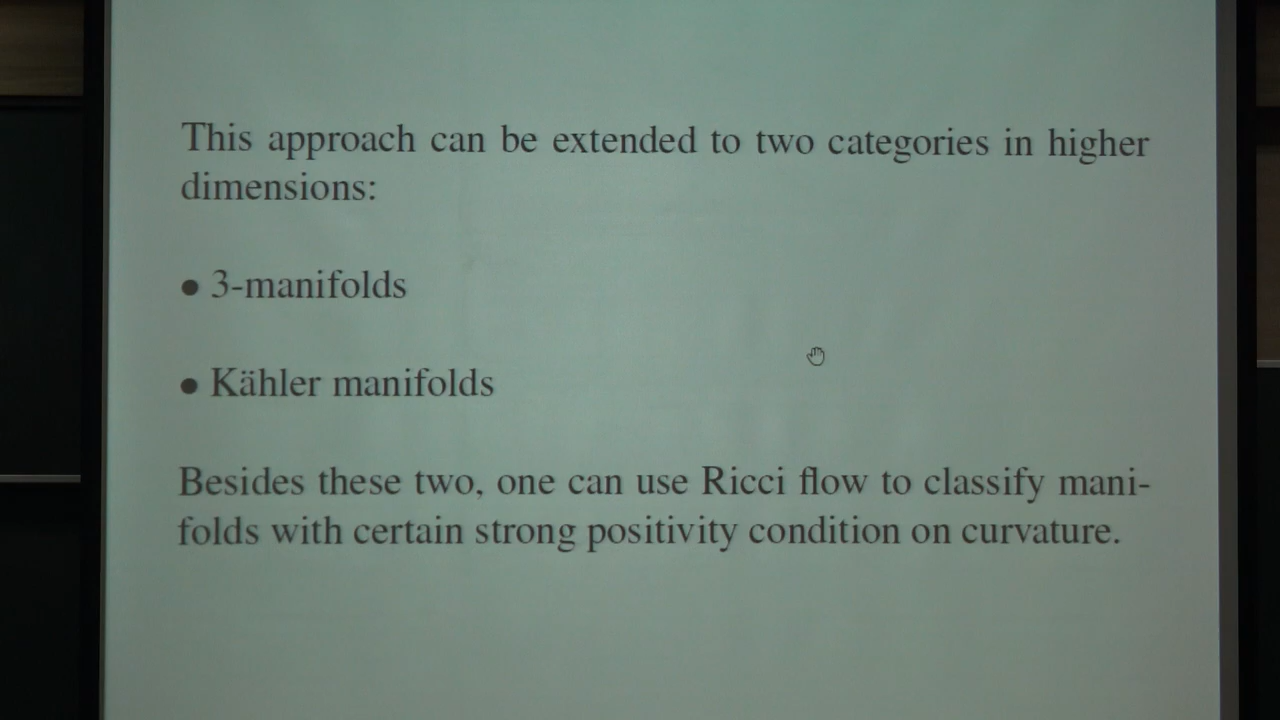 This approach can be extended to two categories in higher
dimensions:
• 3-manifolds
• Kähler manifolds
Besides these two, one can use Ricci flow to classify mani-
folds with certain strong positivity condition on curvature.